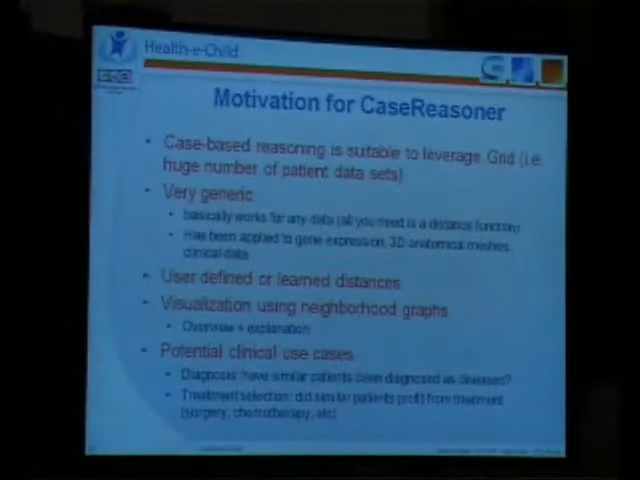 Health-e-Child
Motivation for CaseReasoner
• Case-based reasoning is suitable to leverage Grid (i.e.
huge number of patient data sets)
• Very generic
• basically works for any data (all you need is a distance function)
• Has been applied to gene expression, 3D anatomical meshes,
clinical data
• User defined or learned distances
• Visualization using neighborhood graphs
• Overview + explanation
• Potential clinical use cases
• Diagnosis: have similar patients been diagnosed as diseases?
• Treatment selection: did similar patients profit from treatment
(surgery, chemotherapy, etc)